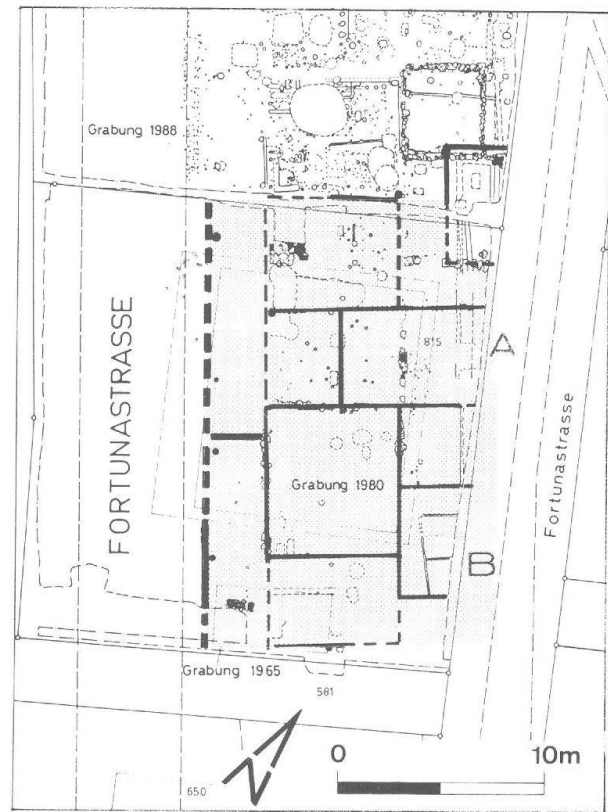 Grabung 1988
FORTUNASTRASSE
815
A
Grabung 1980
Fortunastrasse
B
Grabung 1965
581
N
0 10m
650